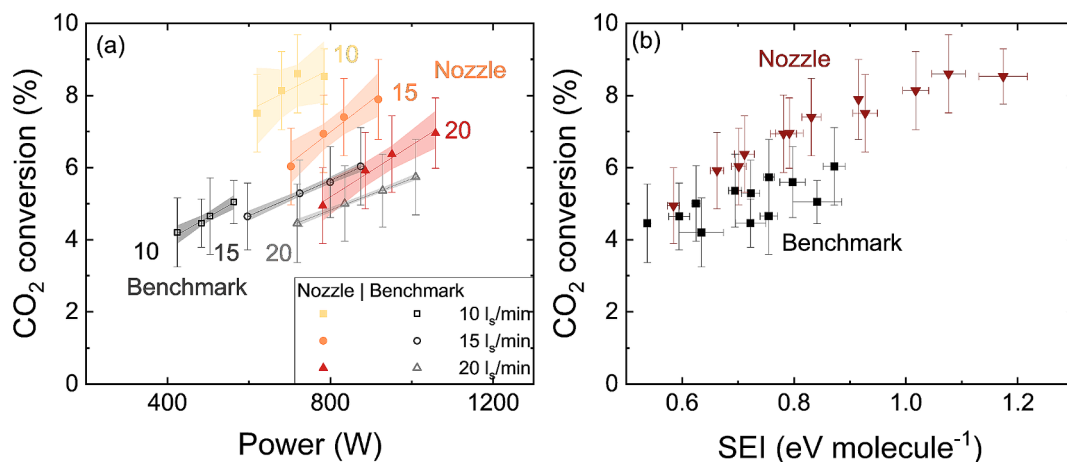 (a)
10
Nozzle
15
20
10
15
20
Benchmark
Nozzle | Benchmark
10 lₛ/min
15 lₛ/min
20 lₛ/min
CO₂ conversion (%)
10
8
6
4
2
0
400
800
1200
Power (W)
(b)
Nozzle
Benchmark
CO₂ conversion (%)
10
8
6
4
2
0
0.6
0.8
1.0
1.2
SEI (eV molecule⁻¹)